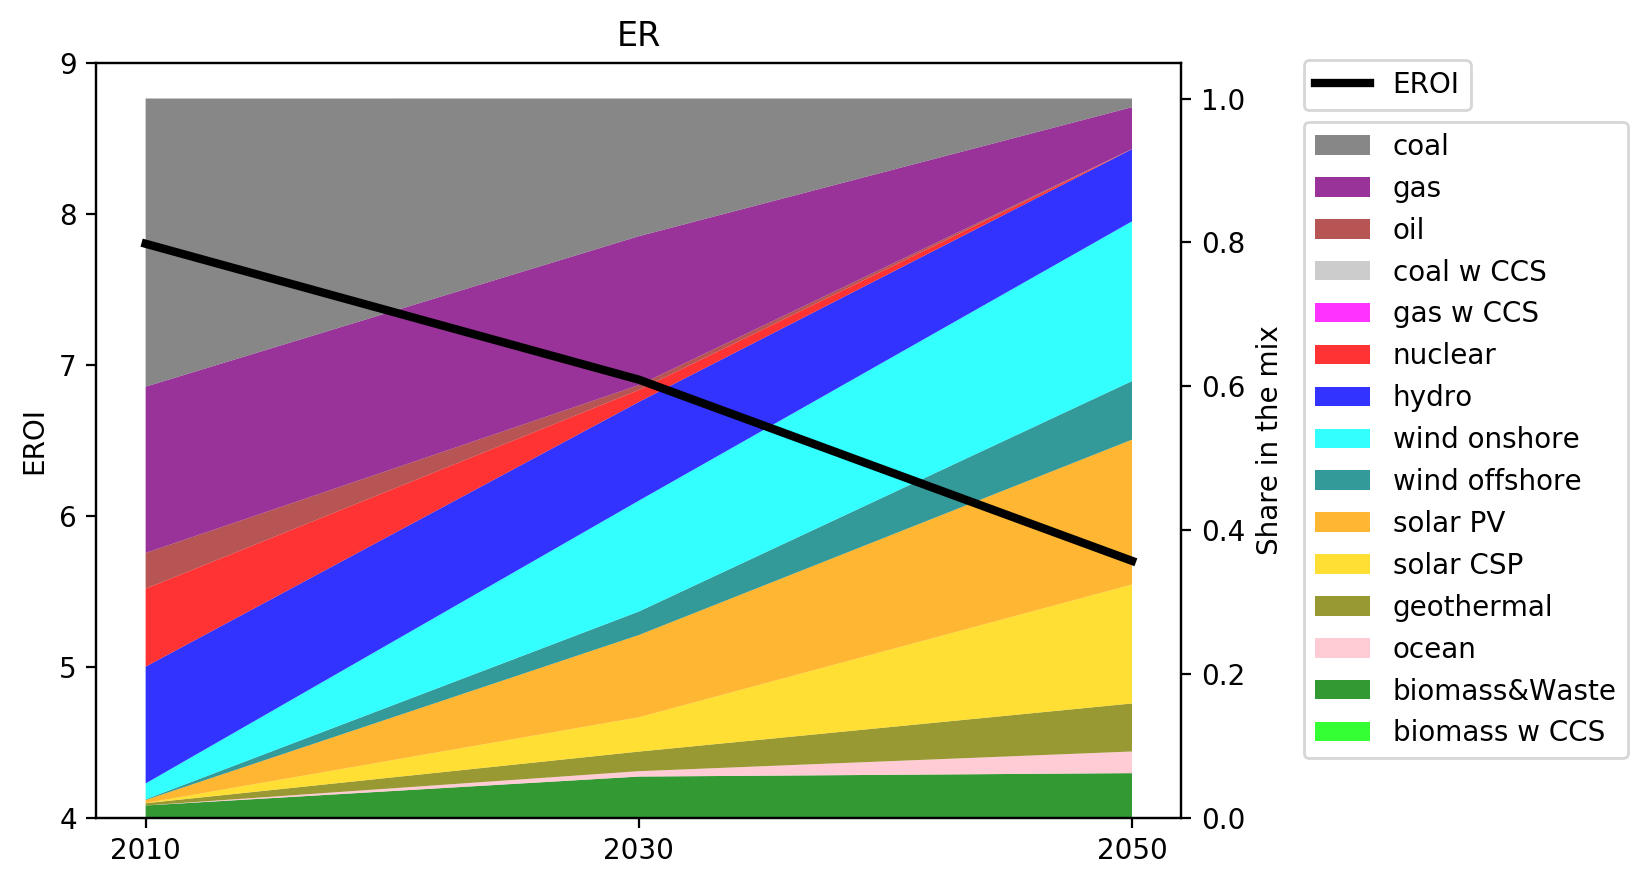 ER
EROI
9
8
7
6
5
4
2010
2030
2050
1.0
0.8
0.6
0.4
0.2
0.0
Share in the mix
EROI
coal
gas
oil
coal w CCS
gas w CCS
nuclear
hydro
wind onshore
wind offshore
solar PV
solar CSP
geothermal
ocean
biomass&Waste
biomass w CCS